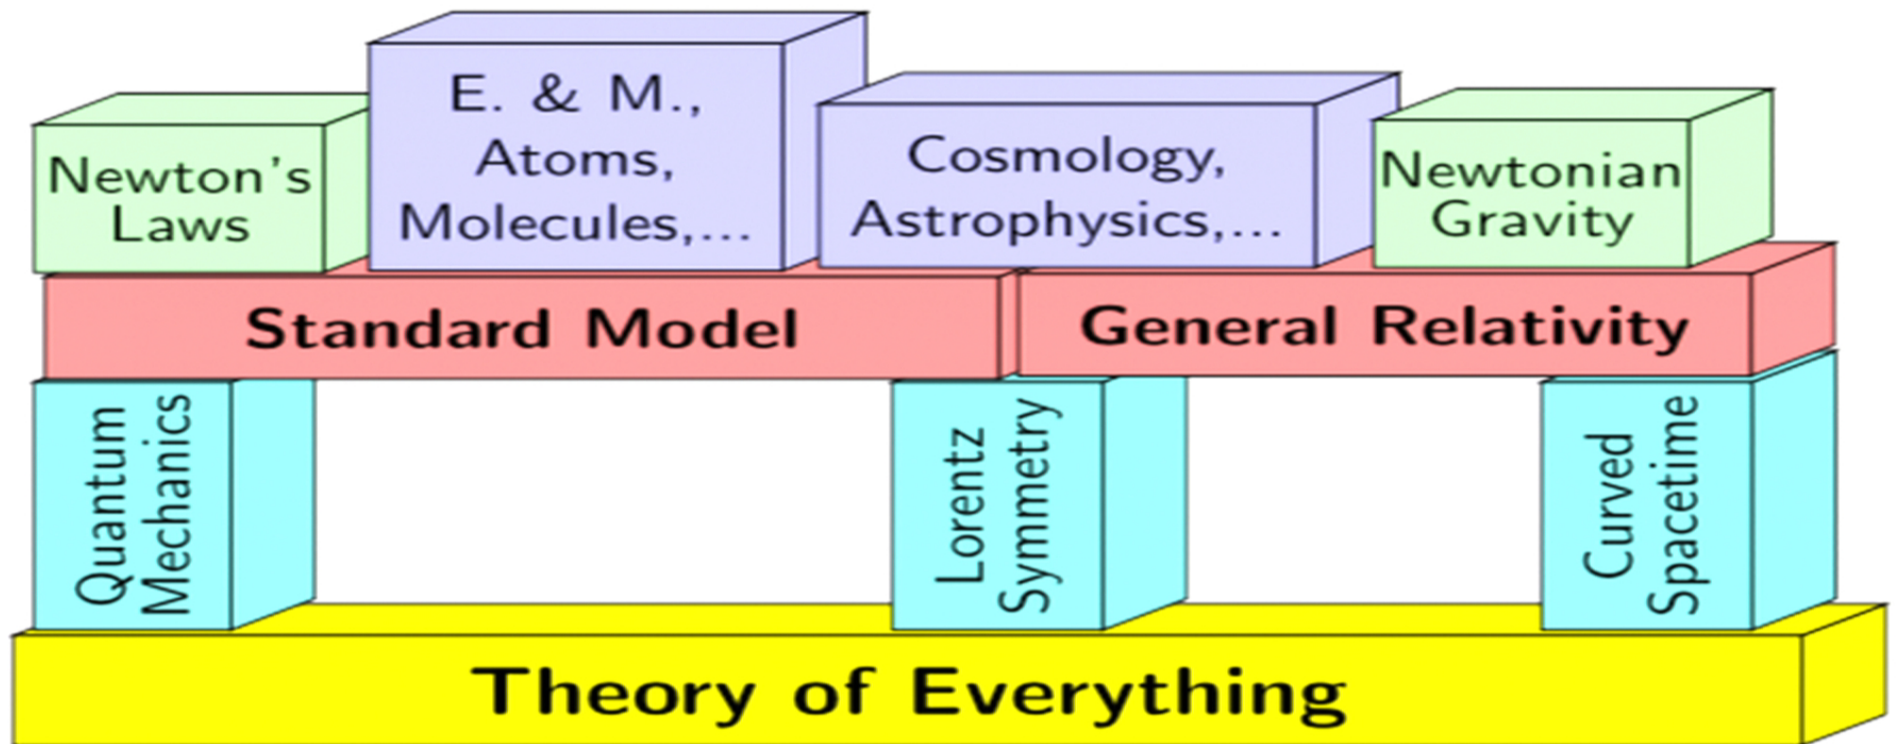 Newton's
Laws
E. & M.,
Atoms,
Molecules,...
Cosmology,
Astrophysics,...
Newtonian
Gravity
Standard Model
General Relativity
Quantum
Mechanics
Lorentz
Symmetry
Curved
Spacetime
Theory of Everything